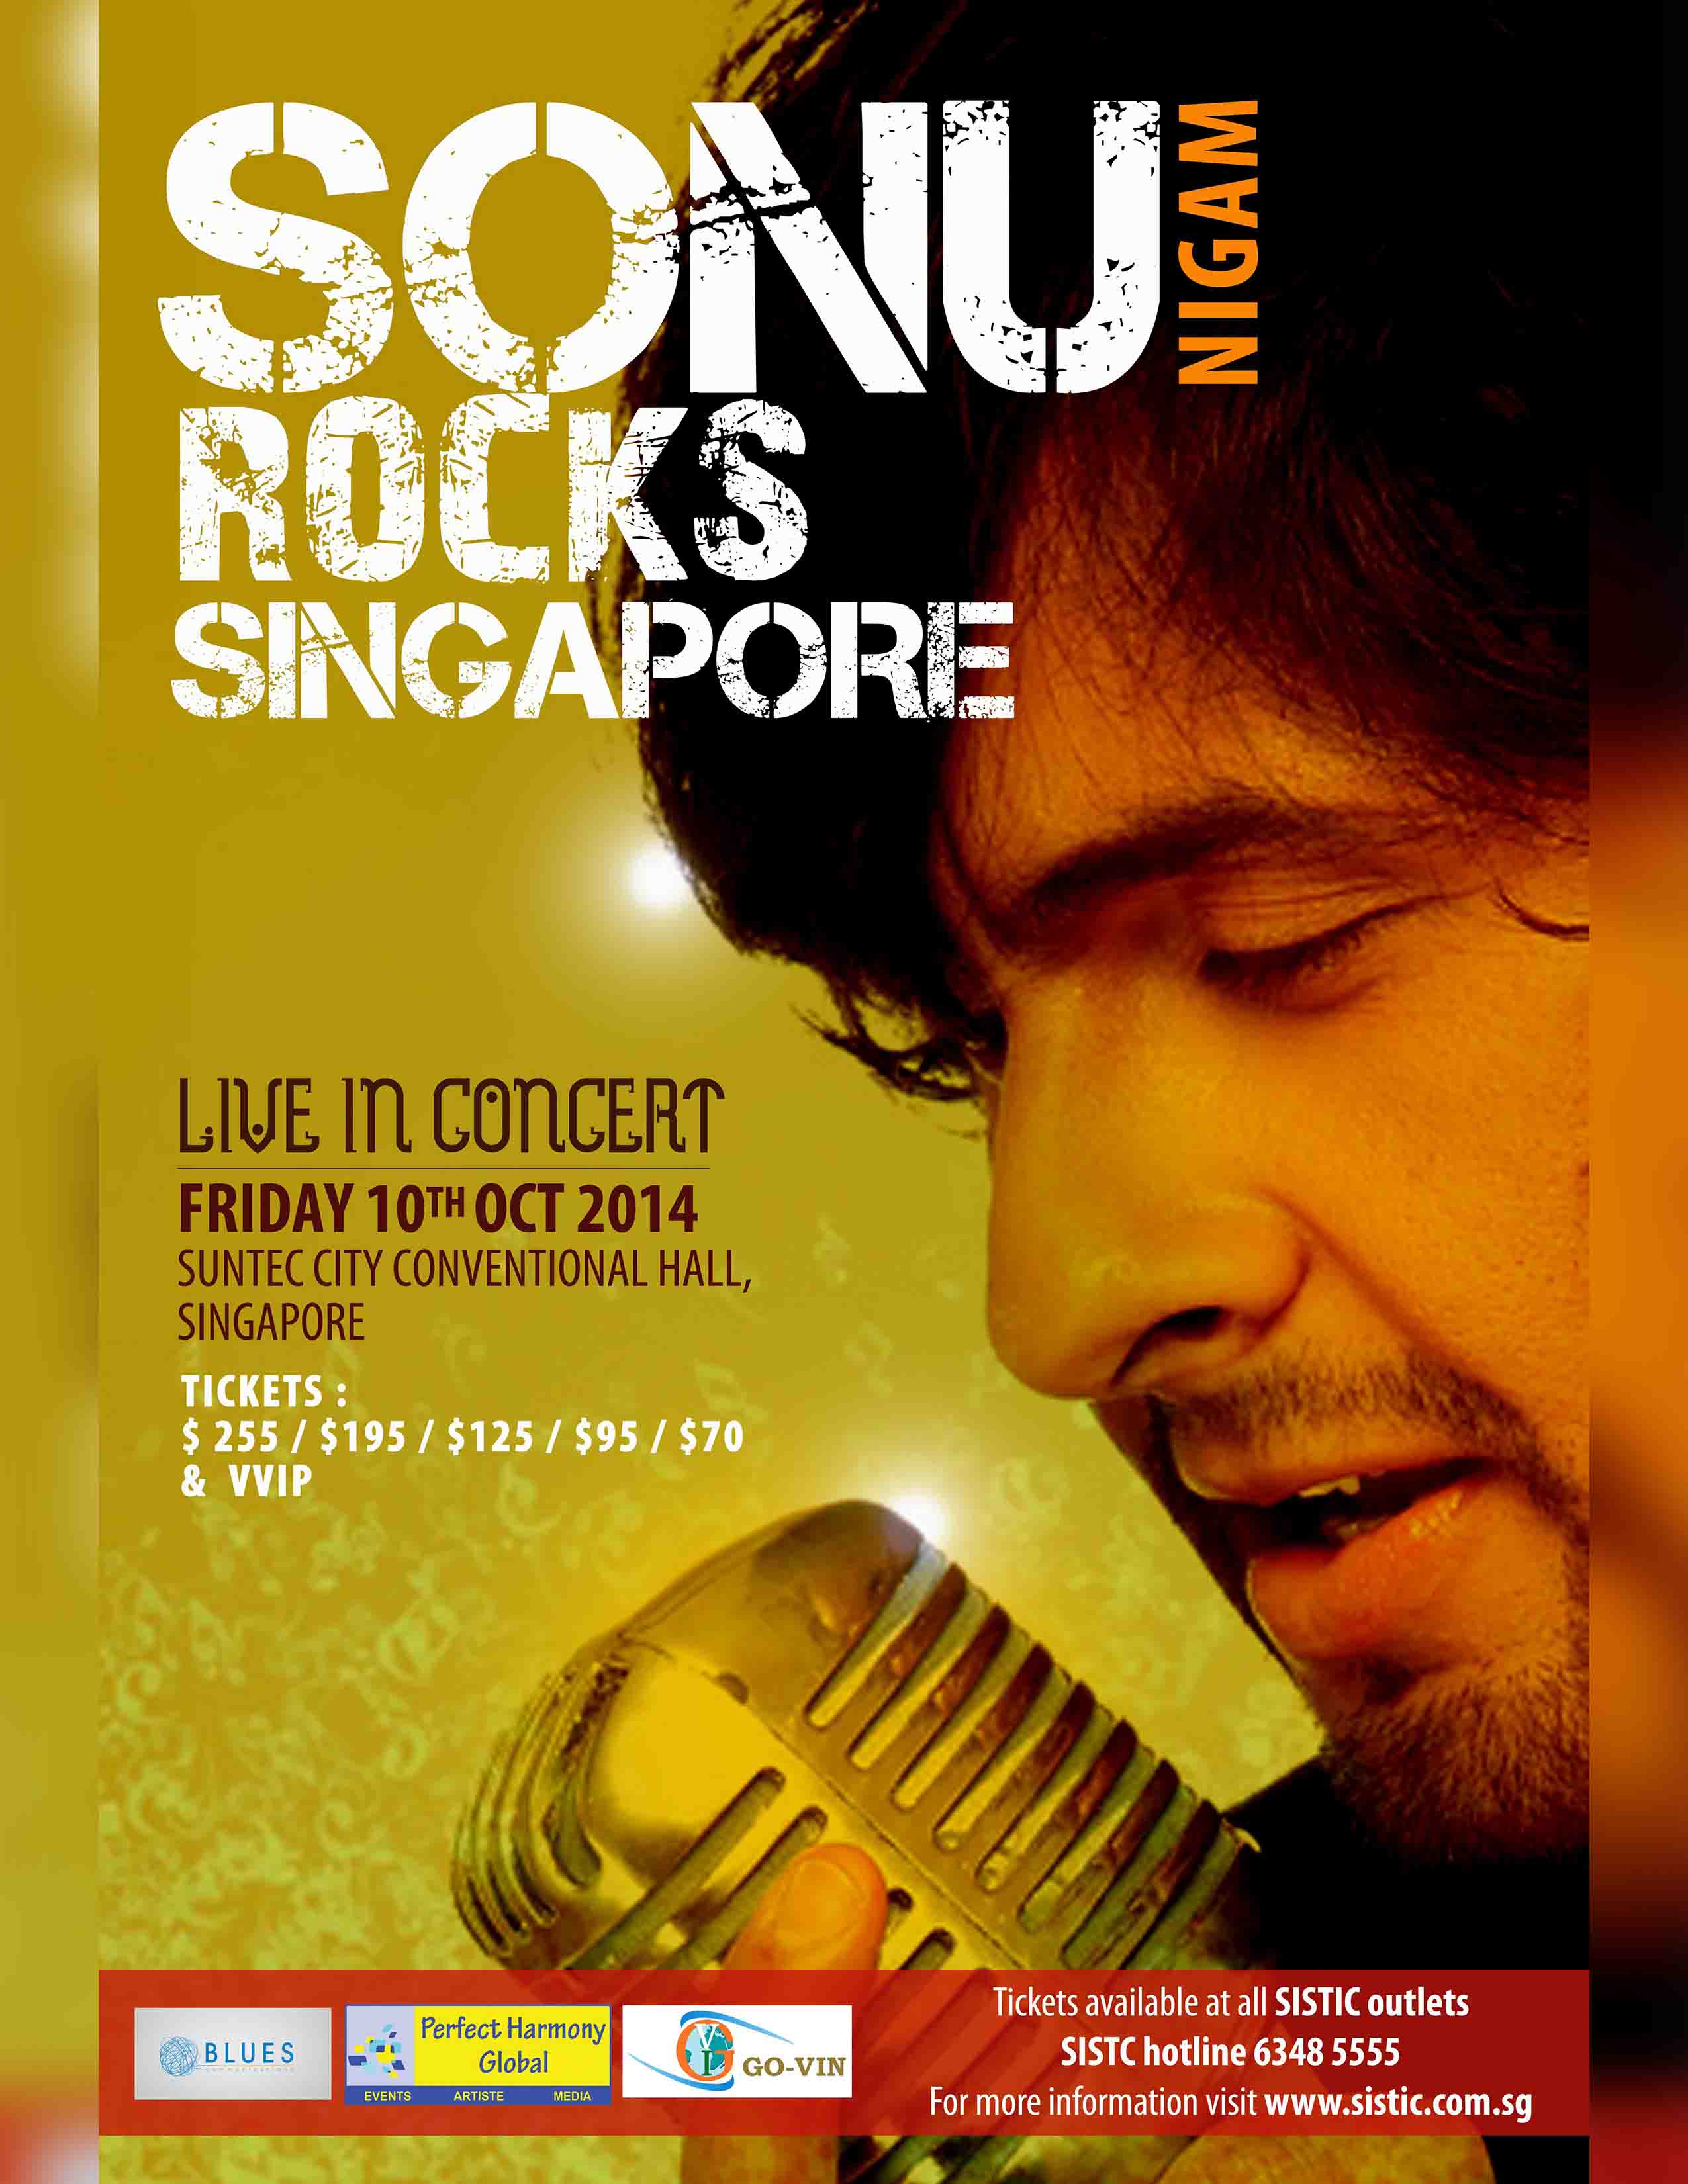 SONU
NIGAM
ROCKS
SINGAPORE
LIVE IN CONCERT
FRIDAY 10TH OCT 2014
SUNTEC CITY CONVENTIONAL HALL,
SINGAPORE
TICKETS :
$ 255 / $195 / $125 / $95 / $70
& VVIP
BLUES
Perfect Harmony
Global
EVENTS ARTISTE MEDIA
GO-VIN
Tickets available at all SISTIC outlets
SISTC hotline 6348 5555
For more information visit www.sistic.com.sg